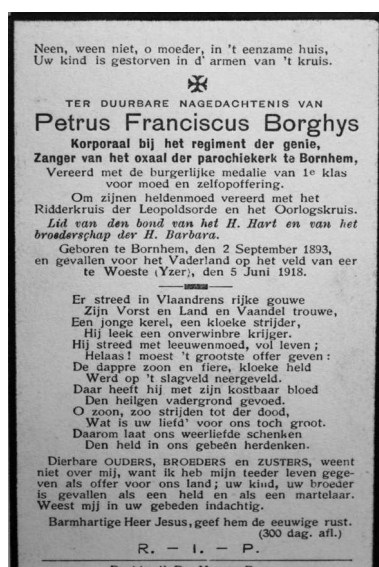 Neen, ween niet, o moeder, in 't eenzame huis,
Uw kind is gestorven in d' armen van 't kruis.
TER DUURBARE NAGEDACHTENIS VAN
Petrus Franciscus Borghys
Korporaal bij het regiment der genie,
Zanger van het oxaal der parochiekerk te Bornhem,
Vereerd met de burgerlijke medalie van 1e klas
voor moed en zelfopoffering.
Om zijnen heldenmoed vereerd met het
Ridderkruis der Leopoldsorde en het Oorlogskruis.
Lid van den bond van het H. Hart en van het
broederschap der H. Barbara.
Geboren te Bornhem, den 2 September 1893,
en gevallen voor het Vaderland op het veld van eer
te Woeste (Yzer), den 5 Juni 1918.
Er streed in Vlaandrens rijke gouwe
Zijn Vorst en Land en Vaandel trouwe,
Een jonge kerel, een kloeke strijder,
Hij leek een onverwinbre krijger.
Hij streed met leeuwenmoed, vol leven ;
Helaas ! moest 't grootste offer geven :
De dappre zoon en fiere, kloeke held
Werd op 't slagveld neergeveld.
Daar heeft hij met zijn kostbaar bloed
Den heilgen vadergrond gevoed.
O zoon, zoo strijden tot der dood,
Wat is uw liefd' voor ons toch groot.
Daarom laat ons weerliefde schenken
Den held in ons gebeên herdenken.
Dierbare OUDERS, BROEDERS en ZUSTERS, weent
niet over mij, want ik heb mijn teeder leven gege-
ven als offer voor ons land ; uw kind, uw broeder
is gevallen als een held en als een martelaar.
Weest mij in uw gebeden indachtig.
Barmhartige Heer Jesus, geef hem de eeuwige rust.
(300 dag. afl.)
R. — I. — P.